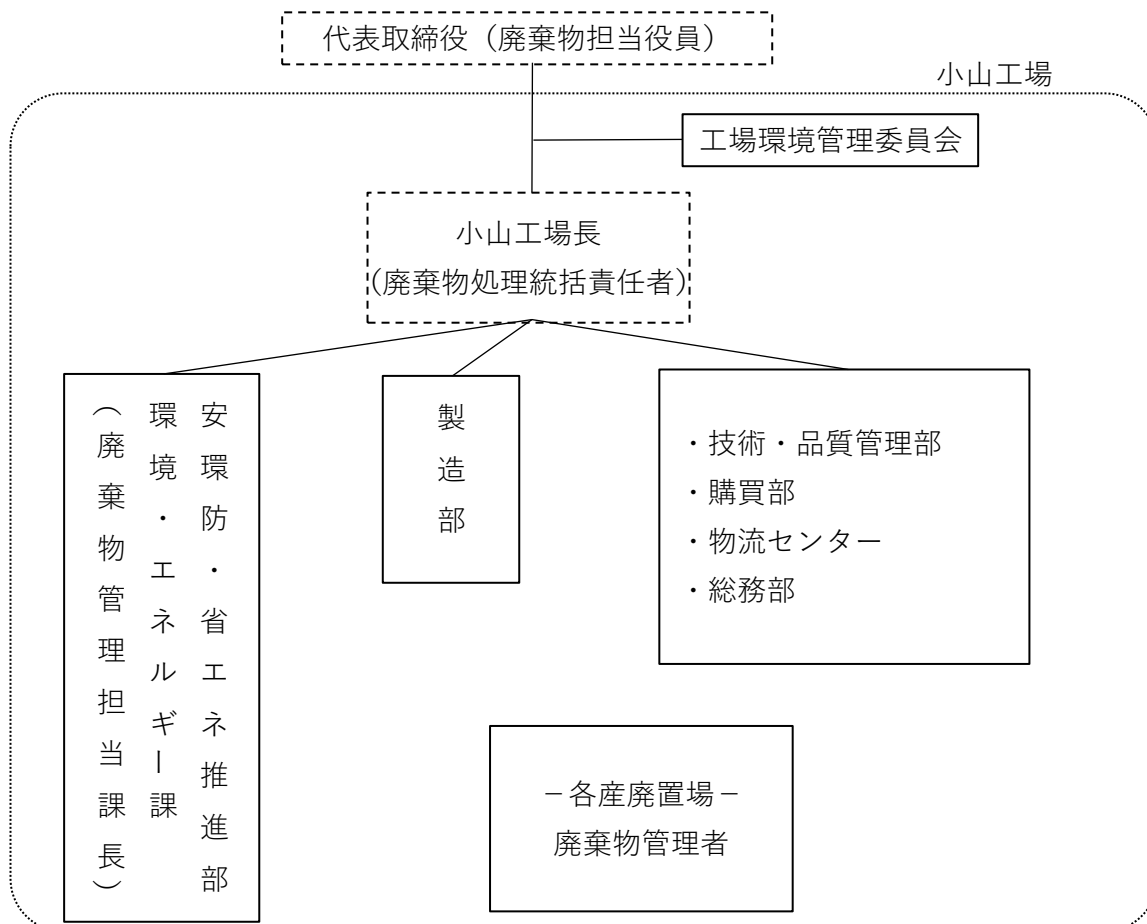 代表取締役（廃棄物担当役員）
小山工場
工場環境管理委員会
小山工場長
(廃棄物処理統括責任者)
安環防・省エネ推進部
環境・エネルギー課
（廃棄物管理担当課長）
製造部
・技術・品質管理部
・購買部
・物流センター
・総務部
－各産廃置場－
廃棄物管理者